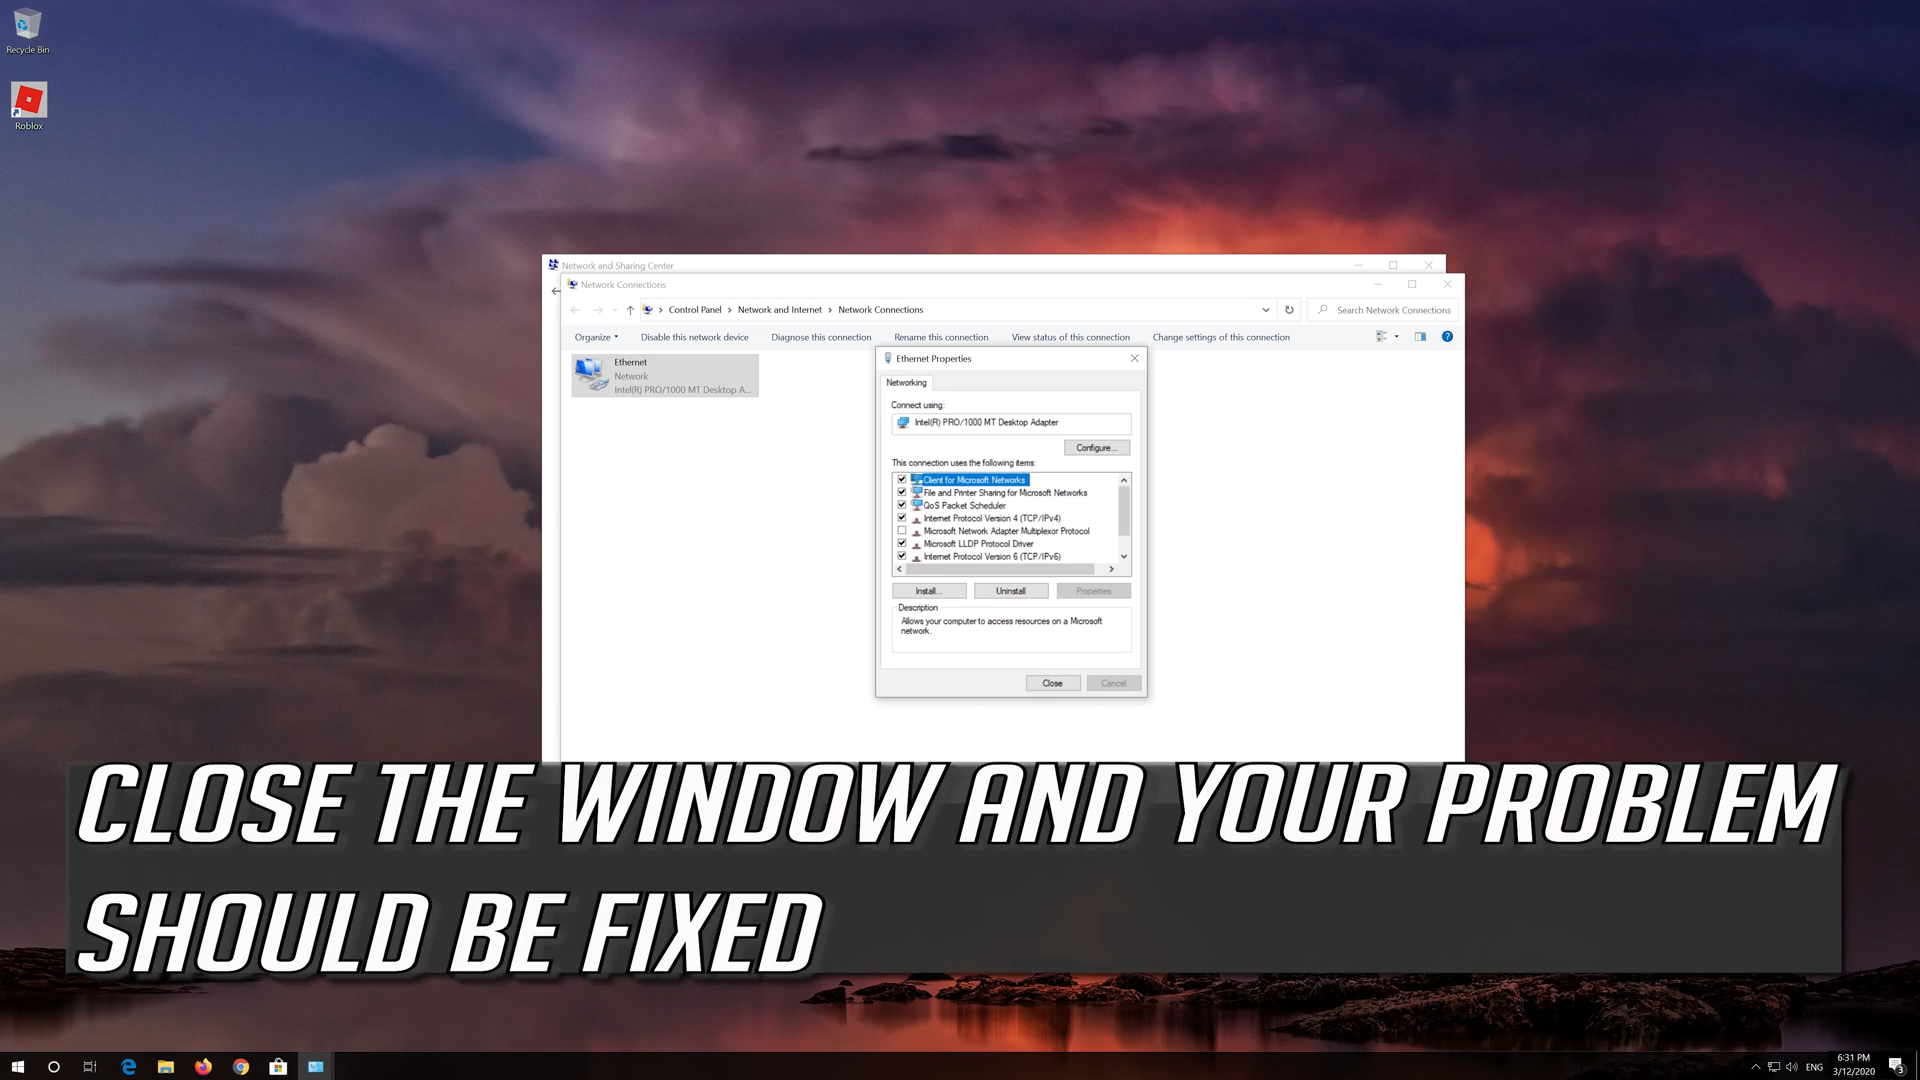 Recycle Bin
Roblox
Network and Sharing Center
Network Connections
Control Panel > Network and Internet > Network Connections
Search Network Connections
Organize
Disable this network device
Diagnose this connection
Rename this connection
View status of this connection
Change settings of this connection
Ethernet
Network
Intel(R) PRO/1000 MT Desktop A...
Ethernet Properties
Networking
Connect using:
Intel(R) PRO/1000 MT Desktop Adapter
Configure...
This connection uses the following items:
Client for Microsoft Networks
File and Printer Sharing for Microsoft Networks
QoS Packet Scheduler
Internet Protocol Version 4 (TCP/IPv4)
Microsoft Network Adapter Multiplexor Protocol
Microsoft LLDP Protocol Driver
Internet Protocol Version 6 (TCP/IPv6)
Install...
Uninstall
Properties
Description
Allows your computer to access resources on a Microsoft
network.
Close
Cancel
CLOSE THE WINDOW AND YOUR PROBLEM
SHOULD BE FIXED
ENG
6:31 PM
3/12/2020
3